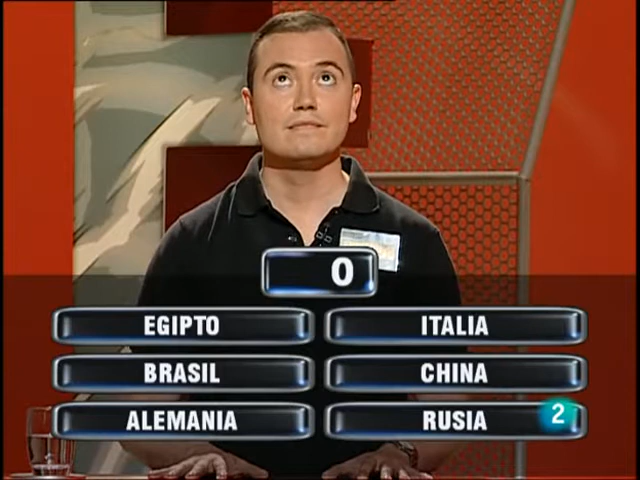 0
EGIPTO
ITALIA
BRASIL
CHINA
ALEMANIA
RUSIA
2